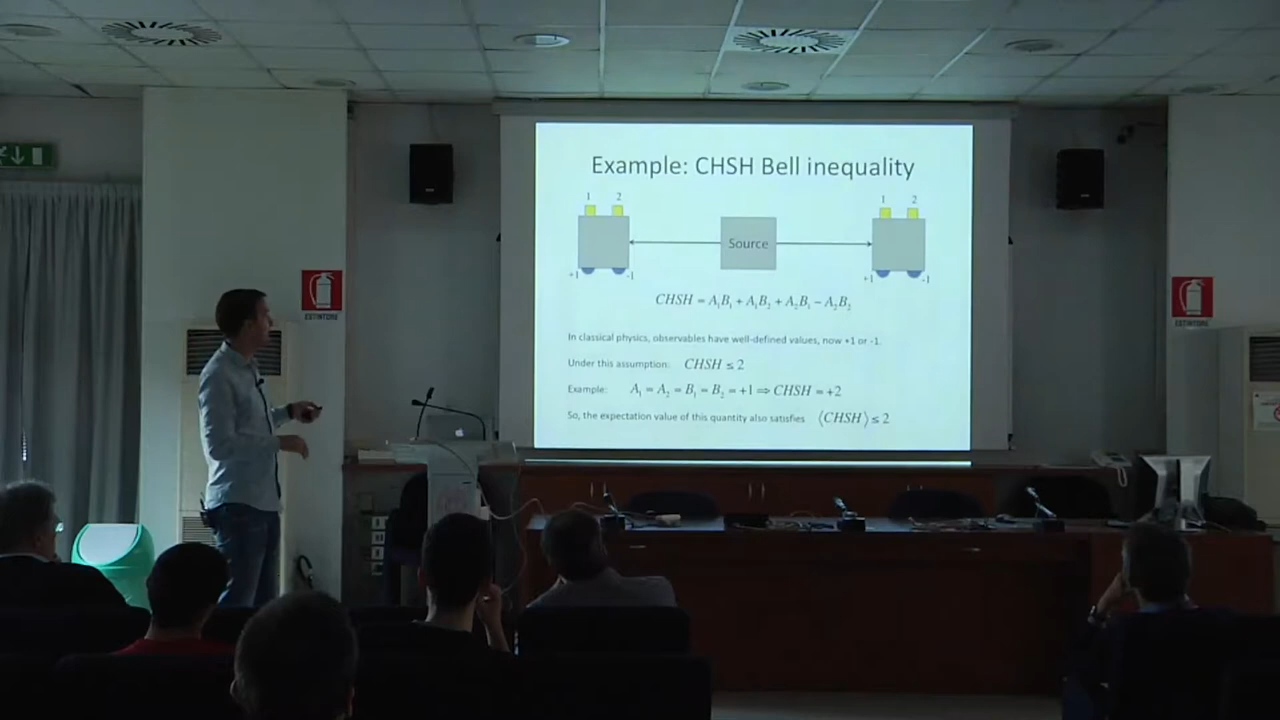 Example: CHSH Bell inequality
1 2
1 2
Source
+1 -1
+1 -1
CHSH = A₁B₁ + A₁B₂ + A₂B₁ − A₂B₂
In classical physics, observables have well-defined values, now +1 or -1.
Under this assumption: CHSH ≤ 2
Example: A₁ = A₂ = B₁ = B₂ = +1 ⇒ CHSH = +2
So, the expectation value of this quantity also satisfies ⟨CHSH⟩ ≤ 2
ESTINTORE
ESTINTORE